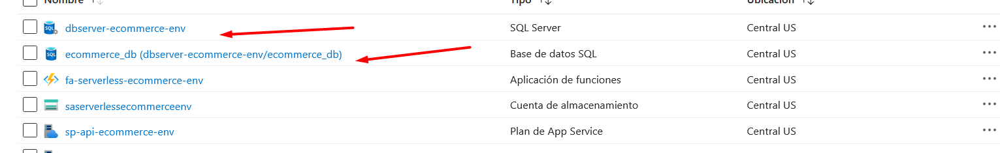 Nombre Tipo Ubicación
dbserver-ecommerce-env SQL Server Central US
ecommerce_db (dbserver-ecommerce-env/ecommerce_db) Base de datos SQL Central US
fa-serverless-ecommerce-env Aplicación de funciones Central US
saserverlessecommerceenv Cuenta de almacenamiento Central US
sp-api-ecommerce-env Plan de App Service Central US